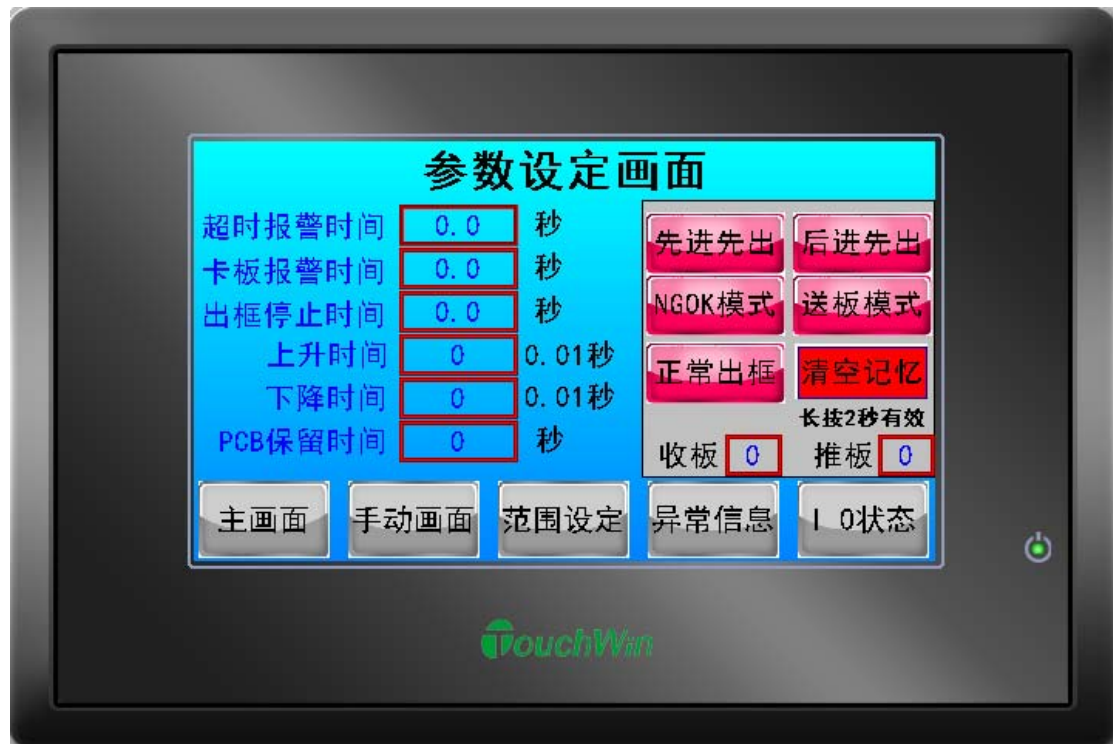 参数设定画面
超时报警时间 0.0 秒
卡板报警时间 0.0 秒
出框停止时间 0.0 秒
上升时间 0 0.01秒
下降时间 0 0.01秒
PCB保留时间 0 秒
先进先出 后进先出
NGOK模式 送板模式
正常出框 清空记忆
长按2秒有效
收板 0 推板 0
主画面 手动画面 范围设定 异常信息 I O状态
TouchWin